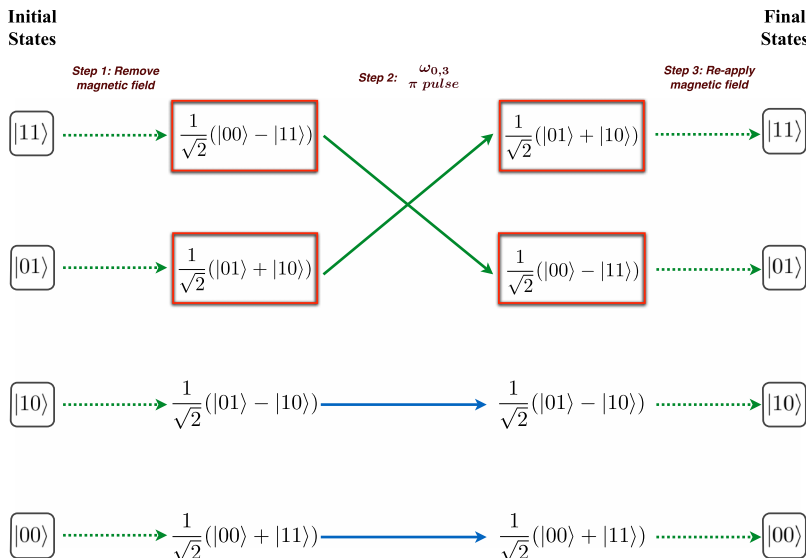 Initial States
Final States
Step 1: Remove magnetic field
Step 2: ω_{0,3} π pulse
Step 3: Re-apply magnetic field
|11⟩ 1/√2(|00⟩ − |11⟩) 1/√2(|01⟩ + |10⟩) |11⟩
|01⟩ 1/√2(|01⟩ + |10⟩) 1/√2(|00⟩ − |11⟩) |01⟩
|10⟩ 1/√2(|01⟩ − |10⟩) 1/√2(|01⟩ − |10⟩) |10⟩
|00⟩ 1/√2(|00⟩ + |11⟩) 1/√2(|00⟩ + |11⟩) |00⟩